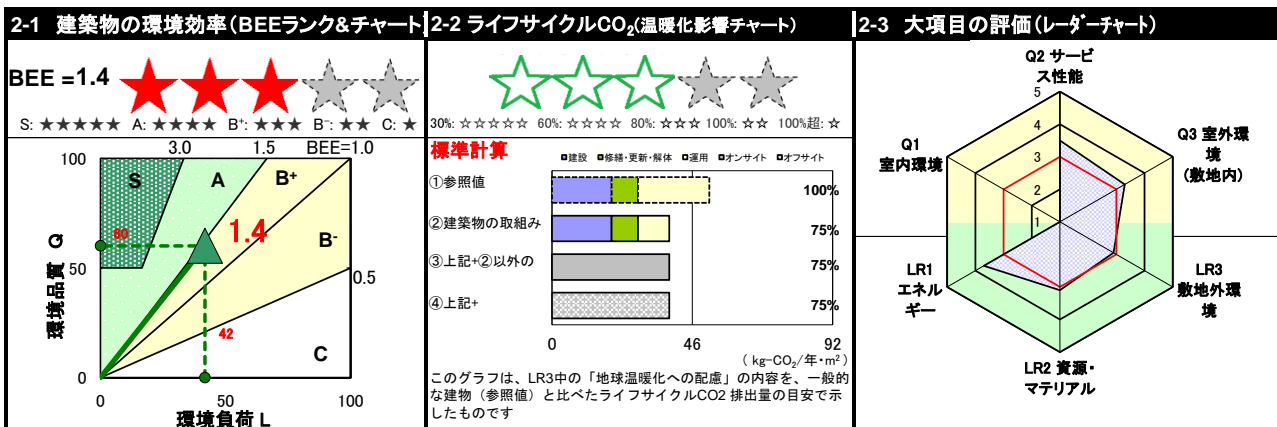 2-1 建築物の環境効率(BEEランク&チャート)
BEE =1.4
S: ★★★★★ A: ★★★★ B+: ★★★ B-: ★★ C: ★
3.0 1.5 BEE=1.0
100
S
A
B+
1.4
60
B-
50
0.5
42
C
0
0 50 100
環境品質 Q
環境負荷 L
2-2 ライフサイクルCO2(温暖化影響チャート)
30%: ☆☆☆☆☆ 60%: ☆☆☆☆ 80%: ☆☆☆ 100%: ☆☆ 100%超: ☆
標準計算
■建設 ■修繕・更新・解体 □運用 ■オンサイト ■オフサイト
①参照値 100%
②建築物の取組み 75%
③上記+②以外の 75%
④上記+ 75%
0 46 92
( kg-CO2/年・m2 )
このグラフは、LR3中の「地球温暖化への配慮」の内容を、一般的
な建物(参照値)と比べたライフサイクルCO2 排出量の目安で示
したものです
2-3 大項目の評価(レーダーチャート)
Q2 サービ
ス性能
5
4
3
2
1
Q1
室内環境
Q3 室外環
境
(敷地内)
LR1
エネル
ギー
LR3
敷地外環
境
LR2 資源・
マテリアル